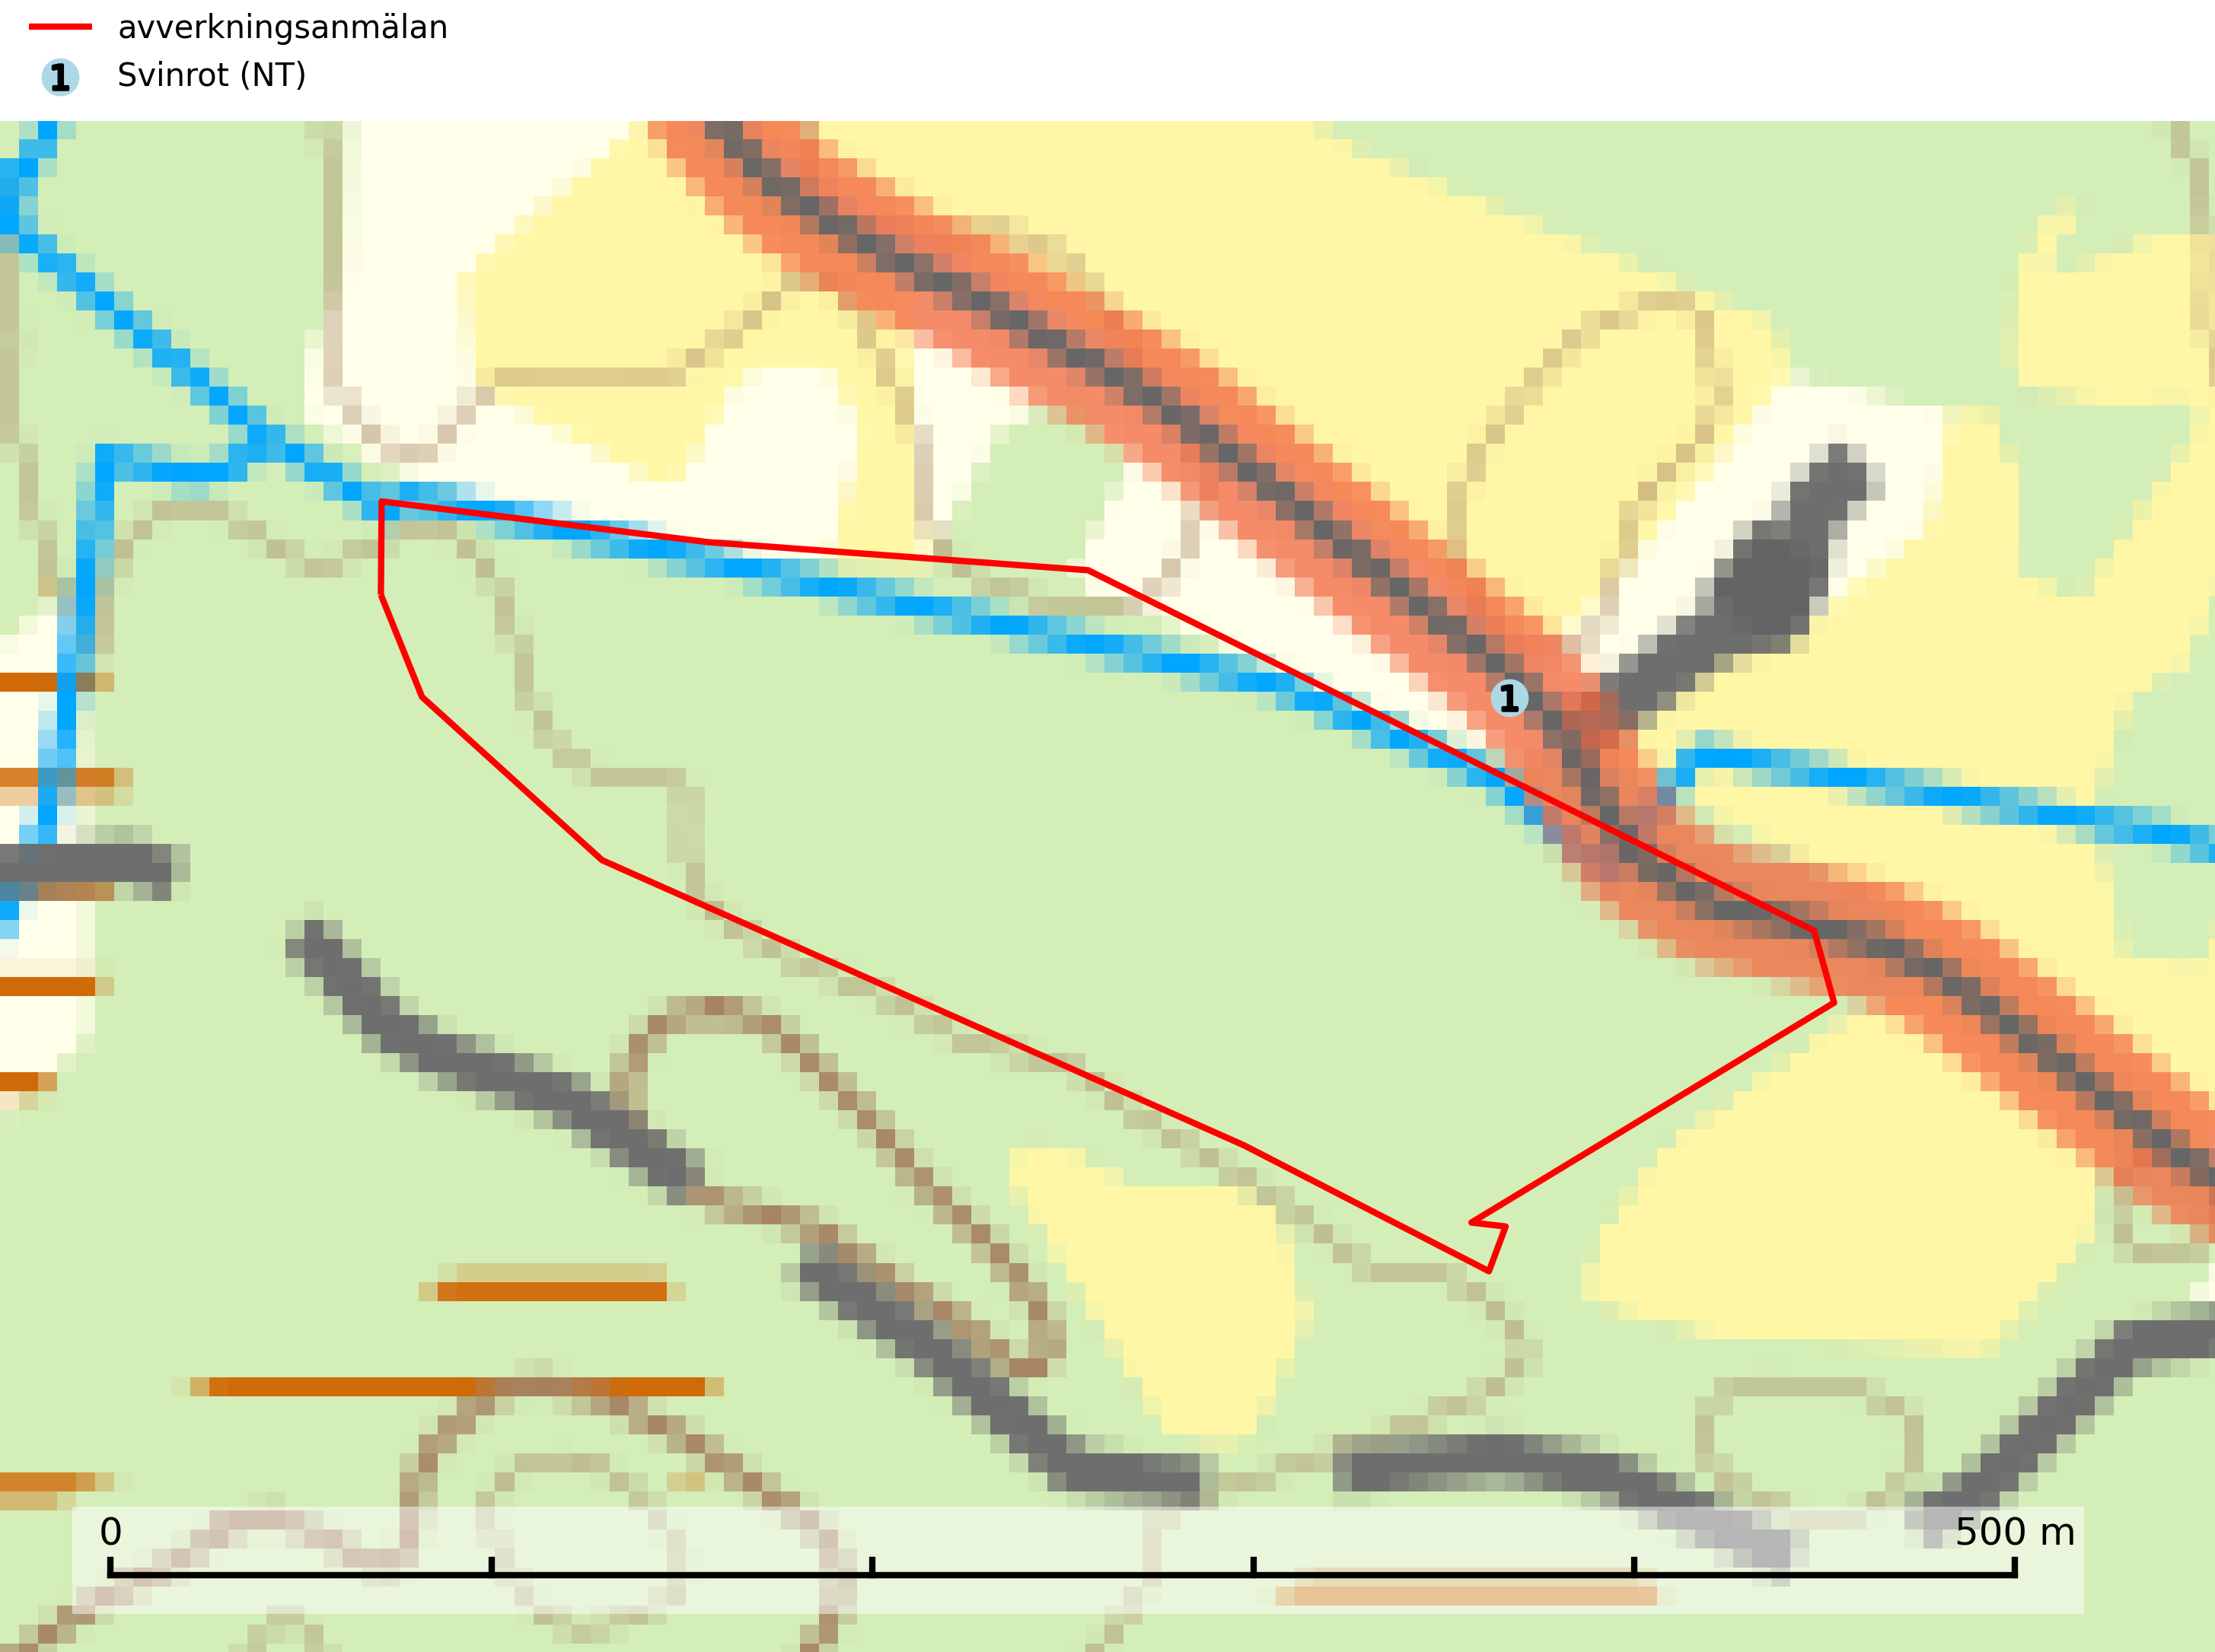 avverkningsanmälan
1 Svinrot (NT)
1
0 500 m